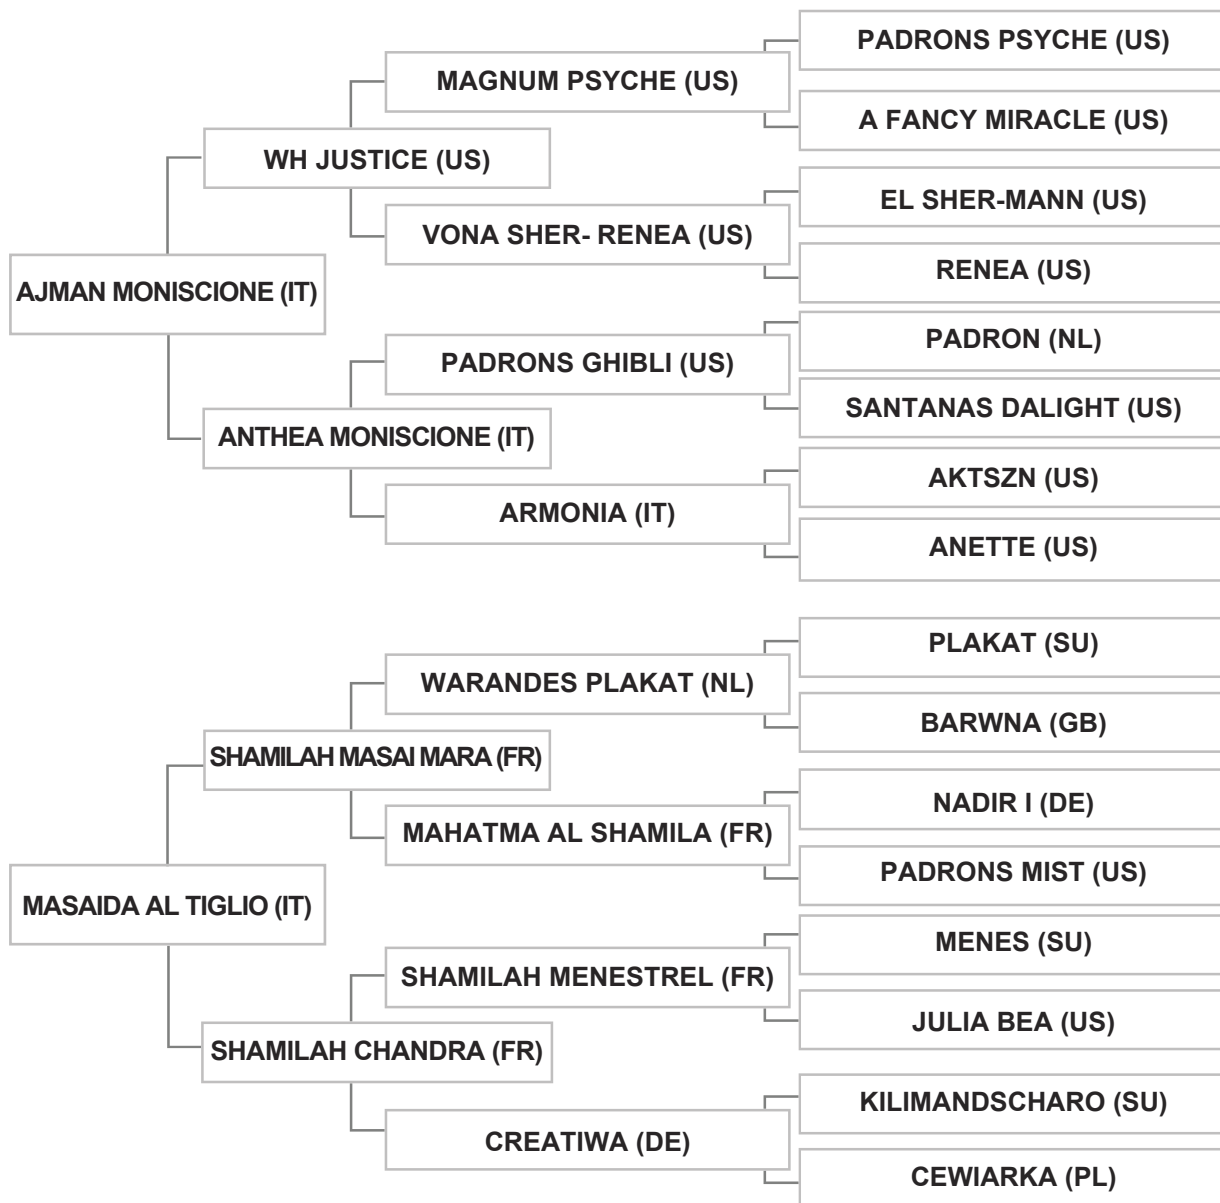 PADRONS PSYCHE (US)
MAGNUM PSYCHE (US)
A FANCY MIRACLE (US)
WH JUSTICE (US)
EL SHER-MANN (US)
VONA SHER- RENEA (US)
RENEA (US)
AJMAN MONISCIONE (IT)
PADRON (NL)
PADRONS GHIBLI (US)
SANTANAS DALIGHT (US)
ANTHEA MONISCIONE (IT)
AKTSZN (US)
ARMONIA (IT)
ANETTE (US)
PLAKAT (SU)
WARANDES PLAKAT (NL)
BARWNA (GB)
SHAMILAH MASAI MARA (FR)
NADIR I (DE)
MAHATMA AL SHAMILA (FR)
PADRONS MIST (US)
MASAIDA AL TIGLIO (IT)
MENES (SU)
SHAMILAH MENESTREL (FR)
JULIA BEA (US)
SHAMILAH CHANDRA (FR)
KILIMANDSCHARO (SU)
CREATIWA (DE)
CEWIARKA (PL)